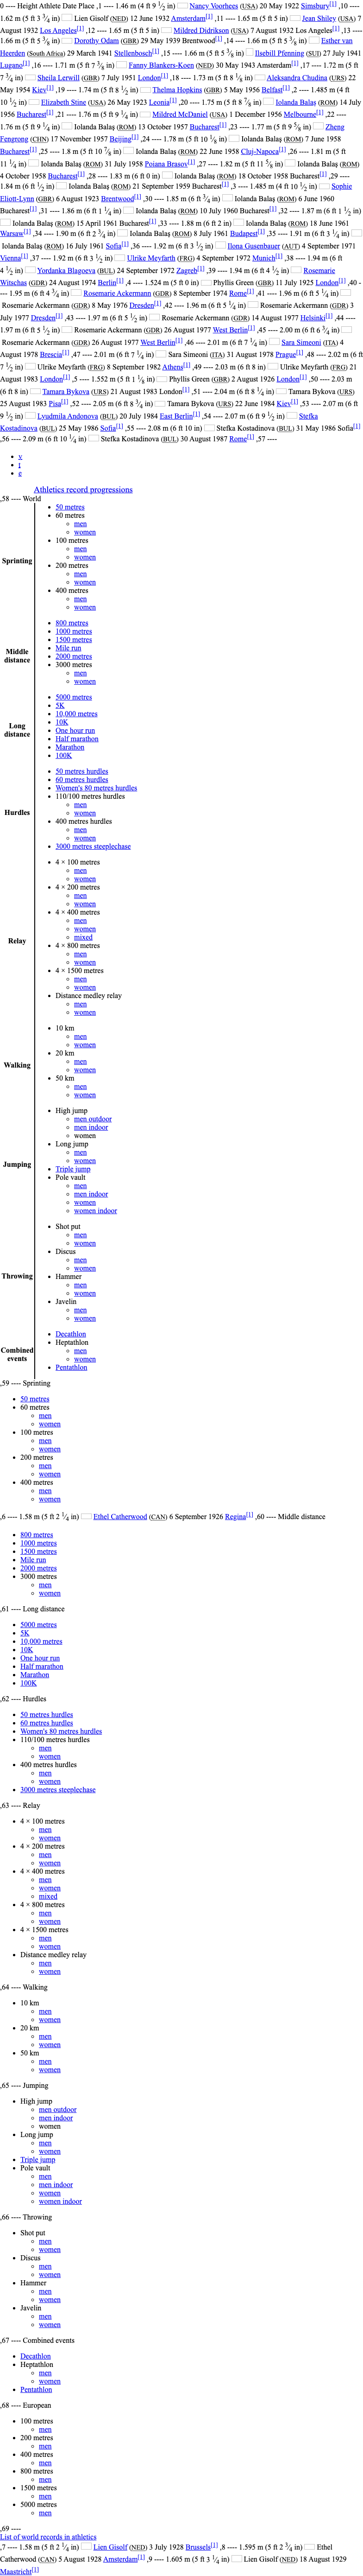 0 ---- Height Athlete Date Place ,1 ---- 1.46 m (4 ft 9 1⁄4 in) Nancy Voorhees (USA) 20 May 1922 Simsbury[1] ,10 ----
1.62 m (5 ft 3 3⁄4 in) Lien Gisolf (NED) 12 June 1932 Amsterdam[1] ,11 ---- 1.65 m (5 ft 5 in) Jean Shiley (USA) 7
August 1932 Los Angeles[1] ,12 ---- 1.65 m (5 ft 5 in) Mildred Didrikson (USA) 7 August 1932 Los Angeles[1] ,13 ----
1.66 m (5 ft 5 1⁄4 in) Dorothy Odam (GBR) 29 May 1939 Brentwood[1] ,14 ---- 1.66 m (5 ft 5 1⁄4 in) Esther van
Heerden (South Africa) 29 March 1941 Stellenbosch[1] ,15 ---- 1.66 m (5 ft 5 1⁄4 in) Ilsebill Pfenning (SUI) 27 July 1941
Lugano[1] ,16 ---- 1.71 m (5 ft 7 3⁄8 in) Fanny Blankers-Koen (NED) 30 May 1943 Amsterdam[1] ,17 ---- 1.72 m (5 ft 7
3⁄4 in) Sheila Lerwill (GBR) 7 July 1951 London[1] ,18 ---- 1.73 m (5 ft 8 1⁄8 in) Aleksandra Chudina (URS) 22
May 1954 Kiev[1] ,19 ---- 1.74 m (5 ft 8 1⁄2 in) Thelma Hopkins (GBR) 5 May 1956 Belfast[1] ,2 ---- 1.485 m (4 ft
10 1⁄2 in) Elizabeth Stine (USA) 26 May 1923 Leonia[1] ,20 ---- 1.75 m (5 ft 8 7⁄8 in) Iolanda Balaş (ROM) 14 July
1956 Bucharest[1] ,21 ---- 1.76 m (5 ft 9 1⁄4 in) Mildred McDaniel (USA) 1 December 1956 Melbourne[1] ,22 ----
1.76 m (5 ft 9 1⁄4 in) Iolanda Balaş (ROM) 13 October 1957 Bucharest[1] ,23 ---- 1.77 m (5 ft 9 5⁄8 in) Zheng
Fengrong (CHN) 17 November 1957 Beijing[1] ,24 ---- 1.78 m (5 ft 10 1⁄8 in) Iolanda Balaş (ROM) 7 June 1958
Bucharest[1] ,25 ---- 1.8 m (5 ft 10 7⁄8 in) Iolanda Balaş (ROM) 22 June 1958 Cluj-Napoca[1] ,26 ---- 1.81 m (5 ft
11 1⁄4 in) Iolanda Balaş (ROM) 31 July 1958 Poiana Brasov[1] ,27 ---- 1.82 m (5 ft 11 5⁄8 in) Iolanda Balaş (ROM)
4 October 1958 Bucharest[1] ,28 ---- 1.83 m (6 ft 0 ft 0 in) Iolanda Balaş (ROM) 18 October 1958 Bucharest[1] ,29 ----
1.84 m (6 ft 1⁄2 in) Iolanda Balaş (ROM) 21 September 1959 Bucharest[1] ,3 ---- 1.485 m (4 ft 10 1⁄2 in) Sophie
Eliott-Lynn (GBR) 6 August 1923 Brentwood[1] ,30 ---- 1.85 m (6 ft 3⁄4 in) Iolanda Balaş (ROM) 6 June 1960
Bucharest[1] ,31 ---- 1.86 m (6 ft 1 1⁄4 in) Iolanda Balaş (ROM) 10 July 1960 Bucharest[1] ,32 ---- 1.87 m (6 ft 1 1⁄2 in)
Iolanda Balaş (ROM) 15 April 1961 Bucharest[1] ,33 ---- 1.88 m (6 ft 2 in) Iolanda Balaş (ROM) 18 June 1961
Warsaw[1] ,34 ---- 1.90 m (6 ft 2 3⁄4 in) Iolanda Balaş (ROM) 8 July 1961 Budapest[1] ,35 ---- 1.91 m (6 ft 3 1⁄4 in)
Iolanda Balaş (ROM) 16 July 1961 Sofia[1] ,36 ---- 1.92 m (6 ft 3 1⁄2 in) Ilona Gusenbauer (AUT) 4 September 1971
Vienna[1] ,37 ---- 1.92 m (6 ft 3 1⁄2 in) Ulrike Meyfarth (FRG) 4 September 1972 Munich[1] ,38 ---- 1.94 m (6 ft
4 1⁄2 in) Yordanka Blagoeva (BUL) 24 September 1972 Zagreb[1] ,39 ---- 1.94 m (6 ft 4 1⁄2 in) Rosemarie
Witschas (GDR) 24 August 1974 Berlin[1] ,4 ---- 1.524 m (5 ft 0 in) Phyllis Green (GBR) 11 July 1925 London[1] ,40 -
--- 1.95 m (6 ft 4 3⁄4 in) Rosemarie Ackermann (GDR) 8 September 1974 Rome[1] ,41 ---- 1.96 m (6 ft 5 1⁄4 in)
Rosemarie Ackermann (GDR) 8 May 1976 Dresden[1] ,42 ---- 1.96 m (6 ft 5 1⁄4 in) Rosemarie Ackermann (GDR) 3
July 1977 Dresden[1] ,43 ---- 1.97 m (6 ft 5 1⁄2 in) Rosemarie Ackermann (GDR) 14 August 1977 Helsinki[1] ,44 ----
1.97 m (6 ft 5 1⁄2 in) Rosemarie Ackermann (GDR) 26 August 1977 West Berlin[1] ,45 ---- 2.00 m (6 ft 6 3⁄4 in)
Rosemarie Ackermann (GDR) 26 August 1977 West Berlin[1] ,46 ---- 2.01 m (6 ft 7 1⁄4 in) Sara Simeoni (ITA) 4
August 1978 Brescia[1] ,47 ---- 2.01 m (6 ft 7 1⁄4 in) Sara Simeoni (ITA) 31 August 1978 Prague[1] ,48 ---- 2.02 m (6 ft
7 1⁄2 in) Ulrike Meyfarth (FRG) 8 September 1982 Athens[1] ,49 ---- 2.03 m (6 ft 8 in) Ulrike Meyfarth (FRG) 21
August 1983 London[1] ,5 ---- 1.552 m (5 ft 1 1⁄4 in) Phyllis Green (GBR) 2 August 1926 London[1] ,50 ---- 2.03 m
(6 ft 8 in) Tamara Bykova (URS) 21 August 1983 London[1] ,51 ---- 2.04 m (6 ft 8 1⁄4 in) Tamara Bykova (URS)
25 August 1983 Pisa[1] ,52 ---- 2.05 m (6 ft 8 3⁄4 in) Tamara Bykova (URS) 22 June 1984 Kiev[1] ,53 ---- 2.07 m (6 ft
9 1⁄2 in) Lyudmila Andonova (BUL) 20 July 1984 East Berlin[1] ,54 ---- 2.07 m (6 ft 9 1⁄2 in) Stefka
Kostadinova (BUL) 25 May 1986 Sofia[1] ,55 ---- 2.08 m (6 ft 10 in) Stefka Kostadinova (BUL) 31 May 1986 Sofia[1]
,56 ---- 2.09 m (6 ft 10 1⁄4 in) Stefka Kostadinova (BUL) 30 August 1987 Rome[1] ,57 ----
v
t
e
Athletics record progressions
,58 ---- World
Sprinting
50 metres
60 metres
men
women
100 metres
men
women
200 metres
men
women
400 metres
men
women
Middle
distance
800 metres
1000 metres
1500 metres
Mile run
2000 metres
3000 metres
men
women
Long
distance
5000 metres
5K
10,000 metres
10K
One hour run
Half marathon
Marathon
100K
Hurdles
50 metres hurdles
60 metres hurdles
Women's 80 metres hurdles
110/100 metres hurdles
men
women
400 metres hurdles
men
women
3000 metres steeplechase
Relay
4 × 100 metres
men
women
4 × 200 metres
men
women
4 × 400 metres
men
women
mixed
4 × 800 metres
men
women
4 × 1500 metres
men
women
Distance medley relay
men
women
Walking
10 km
men
women
20 km
men
women
50 km
men
women
Jumping
High jump
men outdoor
men indoor
women
Long jump
men
women
Triple jump
Pole vault
men
men indoor
women
women indoor
Throwing
Shot put
men
women
Discus
men
women
Hammer
men
women
Javelin
men
women
Combined
events
Decathlon
Heptathlon
men
women
Pentathlon
,59 ---- Sprinting
50 metres
60 metres
men
women
100 metres
men
women
200 metres
men
women
400 metres
men
women
,6 ---- 1.58 m (5 ft 2 1⁄4 in) Ethel Catherwood (CAN) 6 September 1926 Regina[1] ,60 ---- Middle distance
800 metres
1000 metres
1500 metres
Mile run
2000 metres
3000 metres
men
women
,61 ---- Long distance
5000 metres
5K
10,000 metres
10K
One hour run
Half marathon
Marathon
100K
,62 ---- Hurdles
50 metres hurdles
60 metres hurdles
Women's 80 metres hurdles
110/100 metres hurdles
men
women
400 metres hurdles
men
women
3000 metres steeplechase
,63 ---- Relay
4 × 100 metres
men
women
4 × 200 metres
men
women
4 × 400 metres
men
women
mixed
4 × 800 metres
men
women
4 × 1500 metres
men
women
Distance medley relay
men
women
,64 ---- Walking
10 km
men
women
20 km
men
women
50 km
men
women
,65 ---- Jumping
High jump
men outdoor
men indoor
women
Long jump
men
women
Triple jump
Pole vault
men
men indoor
women
women indoor
,66 ---- Throwing
Shot put
men
women
Discus
men
women
Hammer
men
women
Javelin
men
women
,67 ---- Combined events
Decathlon
Heptathlon
men
women
Pentathlon
,68 ---- European
100 metres
men
200 metres
men
400 metres
men
800 metres
men
1500 metres
men
5000 metres
men
,69 ----
List of world records in athletics
,7 ---- 1.58 m (5 ft 2 1⁄4 in) Lien Gisolf (NED) 3 July 1928 Brussels[1] ,8 ---- 1.595 m (5 ft 2 3⁄4 in) Ethel
Catherwood (CAN) 5 August 1928 Amsterdam[1] ,9 ---- 1.605 m (5 ft 3 1⁄4 in) Lien Gisolf (NED) 18 August 1929
Maastricht[1]